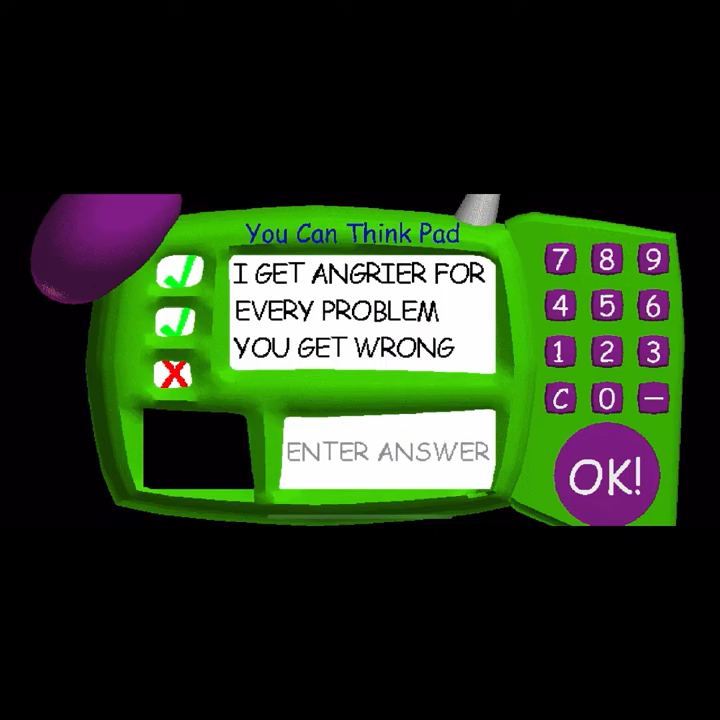 You Can Think Pad
I GET ANGRIER FOR
EVERY PROBLEM
YOU GET WRONG
ENTER ANSWER
7 8 9
4 5 6
1 2 3
C 0 —
OK!